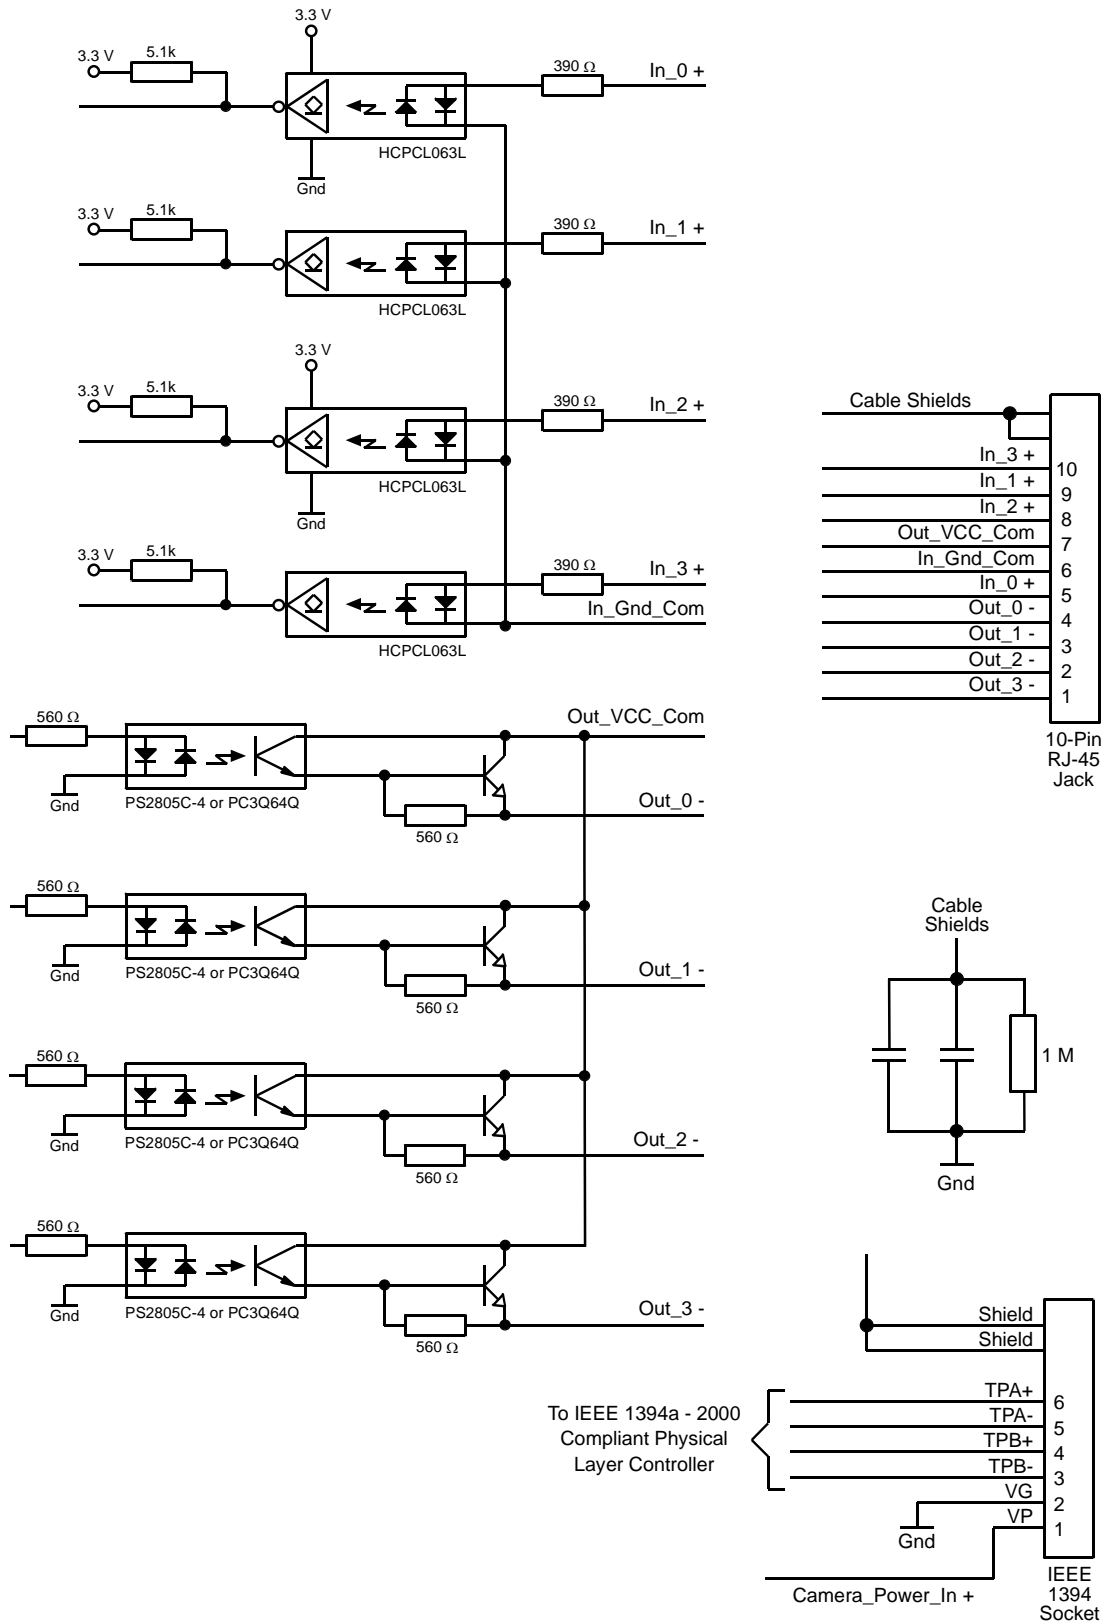 3.3 V
3.3 V
5.1k
390 Ω
In_0 +
HCPCL063L
Gnd
3.3 V
5.1k
390 Ω
In_1 +
HCPCL063L
3.3 V
3.3 V
5.1k
390 Ω
In_2 +
HCPCL063L
Gnd
3.3 V
5.1k
390 Ω
In_3 +
In_Gnd_Com
HCPCL063L
Cable Shields
In_3 +
10
In_1 +
9
In_2 +
8
Out_VCC_Com
7
In_Gnd_Com
6
In_0 +
5
Out_0 -
4
Out_1 -
3
Out_2 -
2
Out_3 -
1
10-Pin
RJ-45
Jack
560 Ω
Out_VCC_Com
Gnd
PS2805C-4 or PC3Q64Q
Out_0 -
560 Ω
560 Ω
Gnd
PS2805C-4 or PC3Q64Q
Out_1 -
560 Ω
560 Ω
Gnd
PS2805C-4 or PC3Q64Q
Out_2 -
560 Ω
560 Ω
Gnd
PS2805C-4 or PC3Q64Q
Out_3 -
560 Ω
Cable
Shields
1 M
Gnd
Shield
Shield
TPA+
6
TPA-
5
TPB+
4
TPB-
3
VG
2
VP
1
To IEEE 1394a - 2000
Compliant Physical
Layer Controller
Gnd
Camera_Power_In +
IEEE
1394
Socket